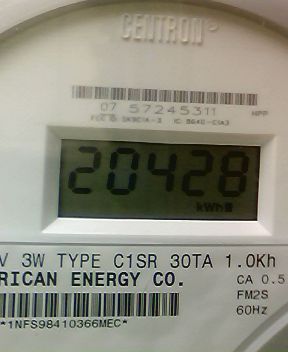 CENTRON®
07 57245311
20428
kWh
V 3W TYPE C1SR 30TA 1.0Kh
RICAN ENERGY CO.
CA 0.5
FM2S
60Hz
*1NFS98410366MEC*